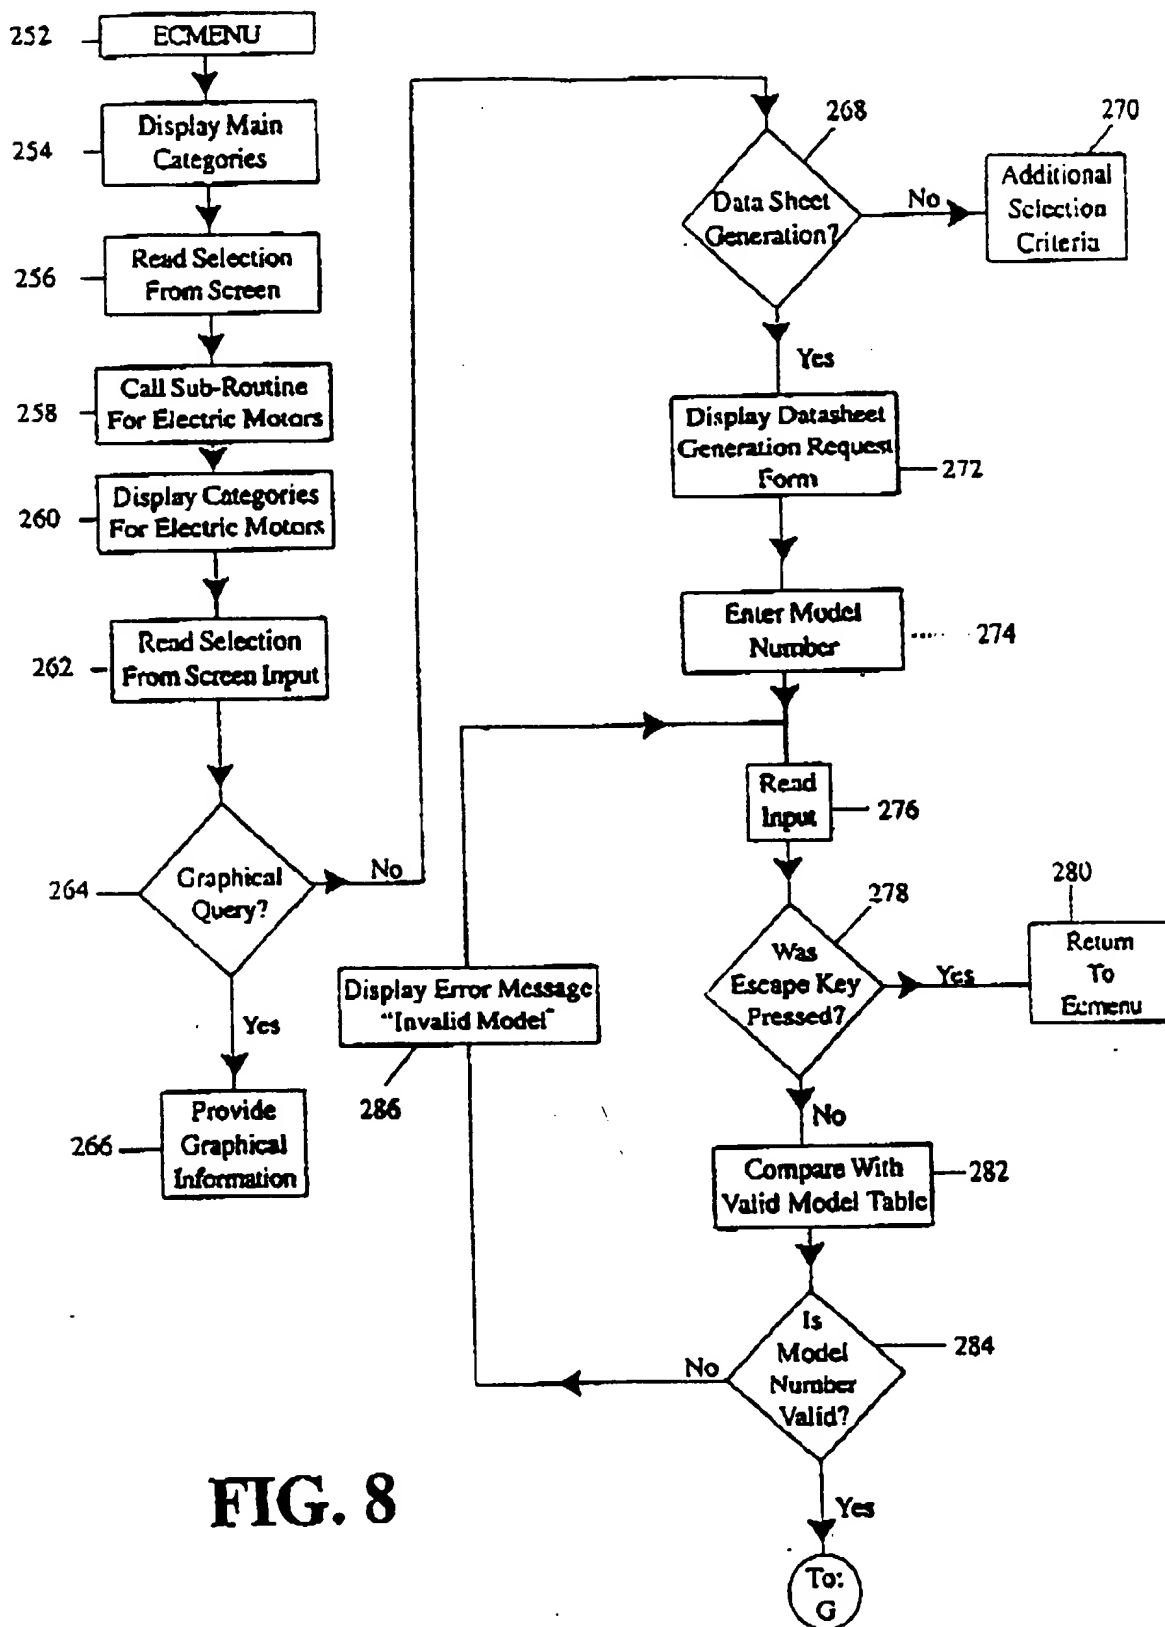 252
ECMENU
254
Display Main
Categories
256
Read Selection
From Screen
258
Call Sub-Routine
For Electric Motors
260
Display Categories
For Electric Motors
262
Read Selection
From Screen Input
264
Graphical
Query?
No
Yes
266
Provide
Graphical
Information
268
Data Sheet
Generation?
No
270
Additional
Selection
Criteria
Yes
Display Datasheet
Generation Request
Form
272
Enter Model
Number
274
Read
Input
276
278
Was
Escape Key
Pressed?
Yes
280
Return
To
Ecmenu
No
Compare With
Valid Model Table
282
Is
Model
Number
Valid?
284
No
Display Error Message
"Invalid Model"
286
Yes
To:
G
FIG. 8